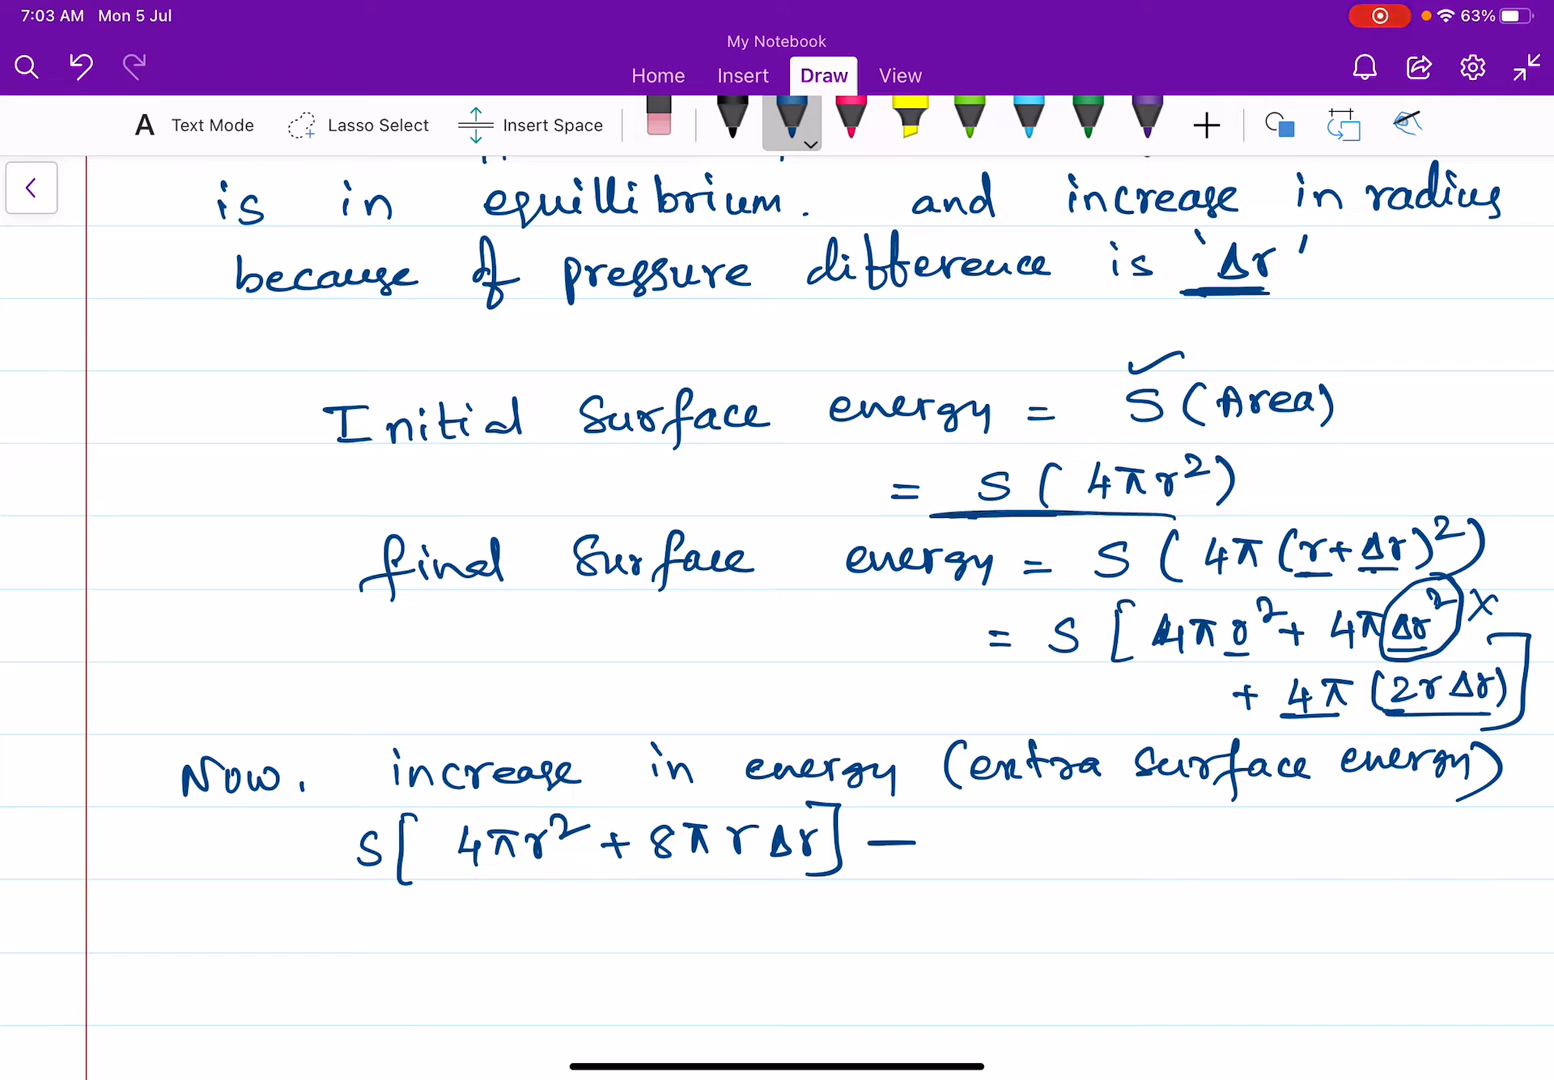 7:03 AM Mon 5 Jul 63%
My Notebook
Home Insert Draw View
A Text Mode Lasso Select Insert Space
is in equillibrium. and increase in radius
because of pressure difference is 'Δr'
Initial Surface energy = S (Area)
= S ( 4πr²)
final Surface energy = S ( 4π (r+Δr)²)
= S [ 4πr²+ 4πΔr² x
+ 4π (2rΔr) ]
Now, increase in energy (extra surface energy)
S[ 4πr² + 8πrΔr] —